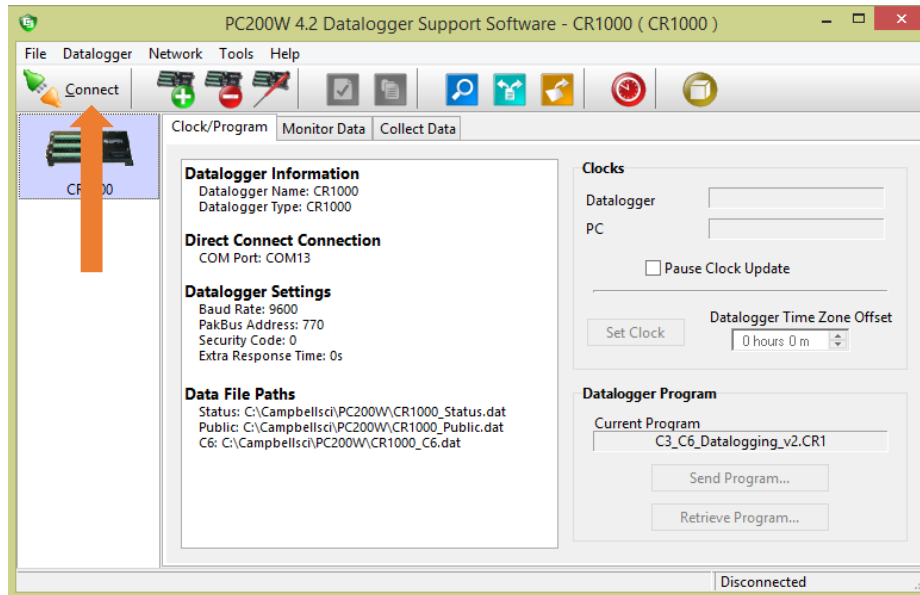 PC200W 4.2 Datalogger Support Software - CR1000 ( CR1000 )
File Datalogger Network Tools Help
Connect
Clock/Program Monitor Data Collect Data
Datalogger Information
Datalogger Name: CR1000
Datalogger Type: CR1000
Direct Connect Connection
COM Port: COM13
Datalogger Settings
Baud Rate: 9600
PakBus Address: 770
Security Code: 0
Extra Response Time: 0s
Data File Paths
Status: C:\Campbellsci\PC200W\CR1000_Status.dat
Public: C:\Campbellsci\PC200W\CR1000_Public.dat
C6: C:\Campbellsci\PC200W\CR1000_C6.dat
Clocks
Datalogger
PC
Pause Clock Update
Datalogger Time Zone Offset
Set Clock
0 hours 0 m
Datalogger Program
Current Program
C3_C6_Datalogging_v2.CR1
Send Program...
Retrieve Program...
Disconnected